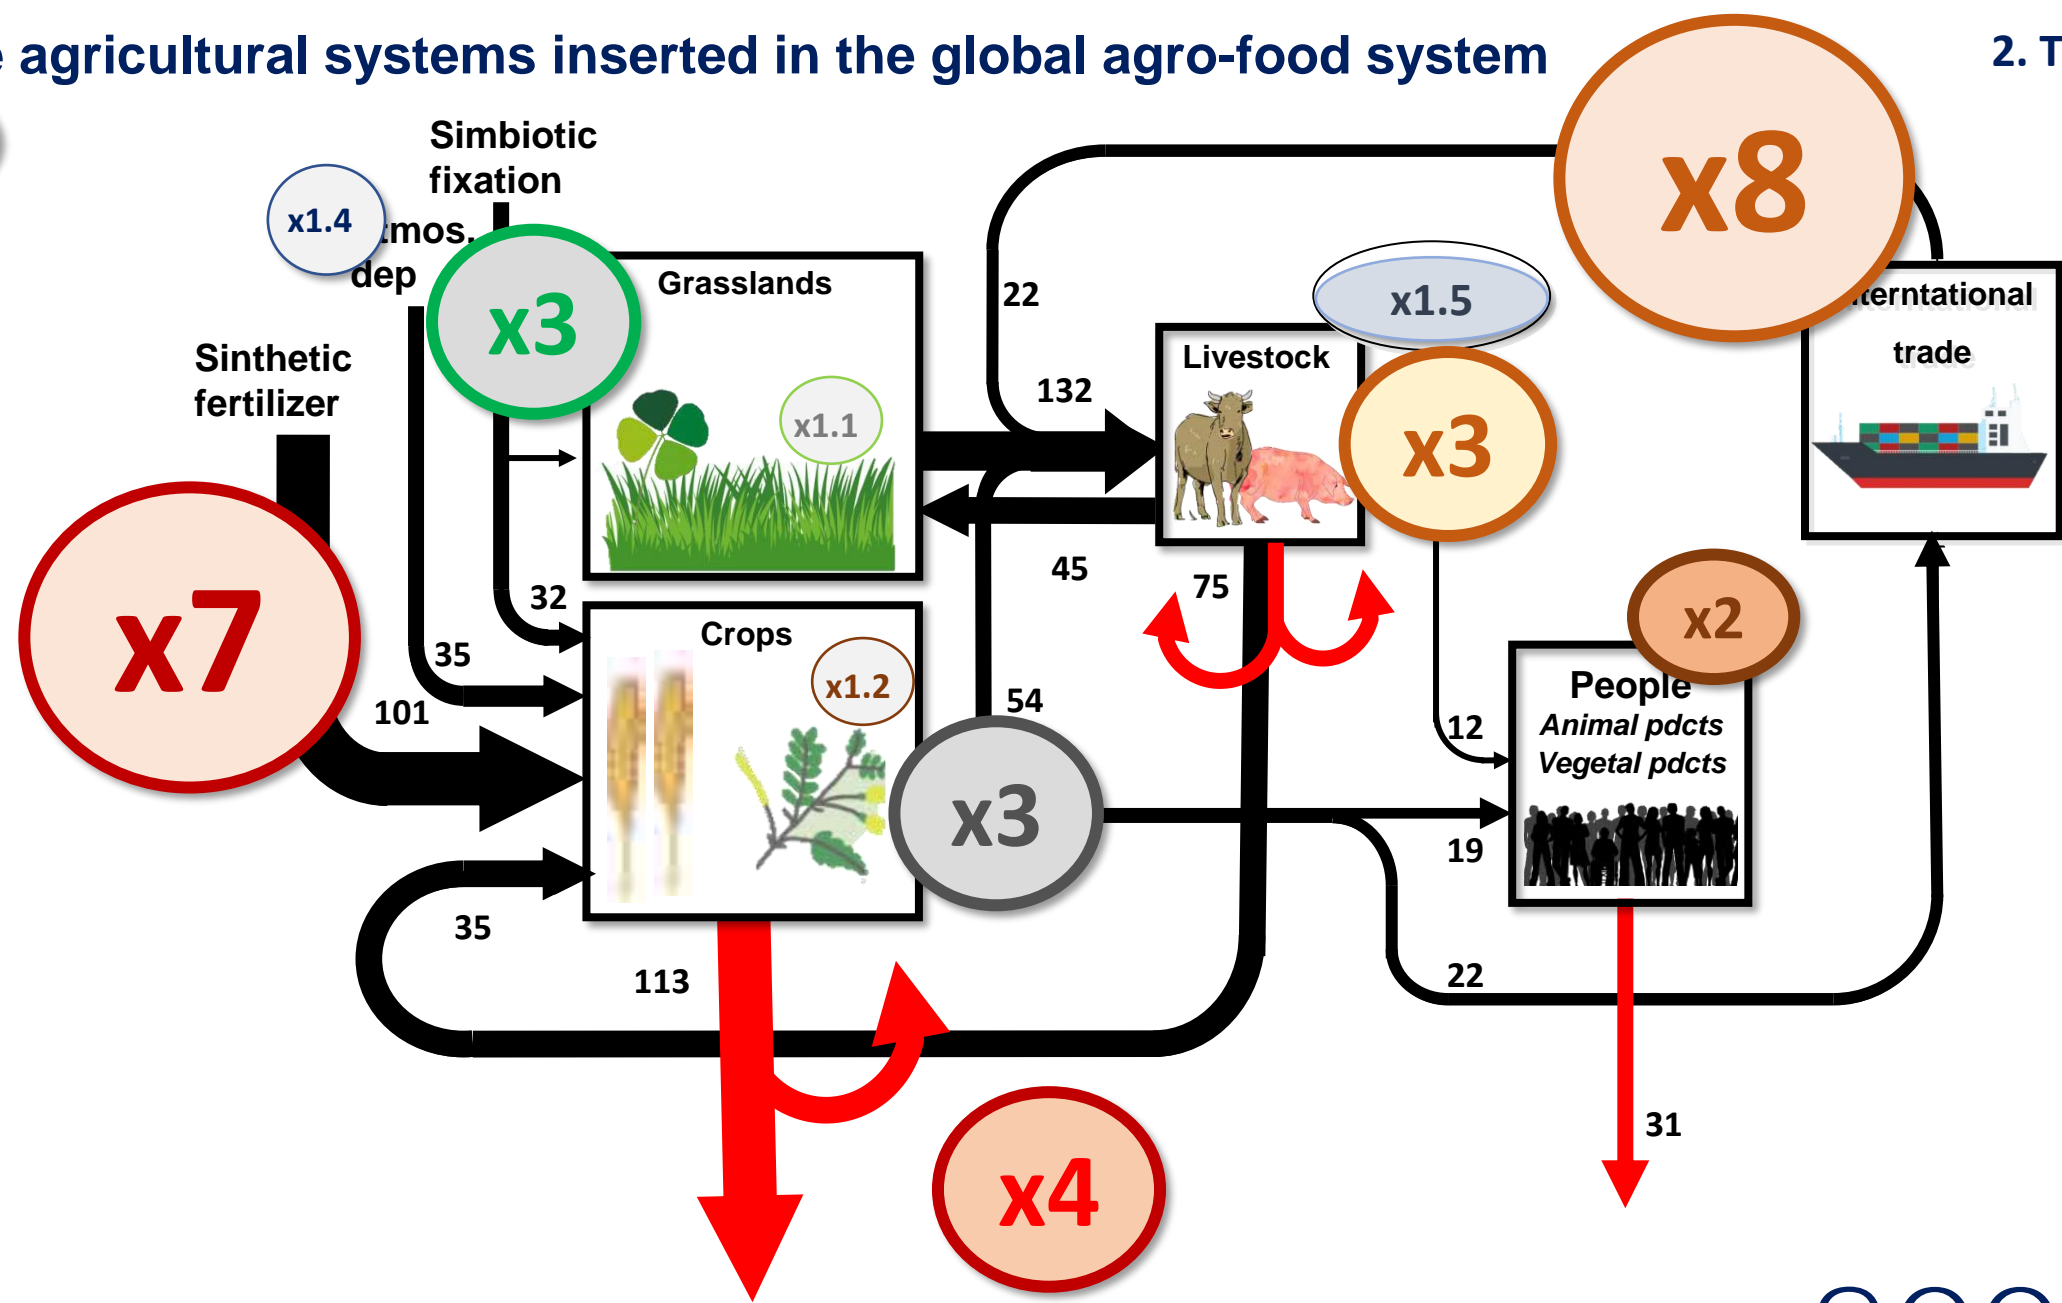 agricultural systems inserted in the global agro-food system
2. T
Simbiotic
fixation
x1.4
tmos.
dep
x3
Grasslands
x1.1
Sinthetic
fertilizer
x7
22
132
Livestock
x1.5
x3
x8
terntational
trade
45
75
32
35
101
Crops
x1.2
54
x3
x2
People
Animal pdcts
Vegetal pdcts
12
19
22
35
113
x4
31